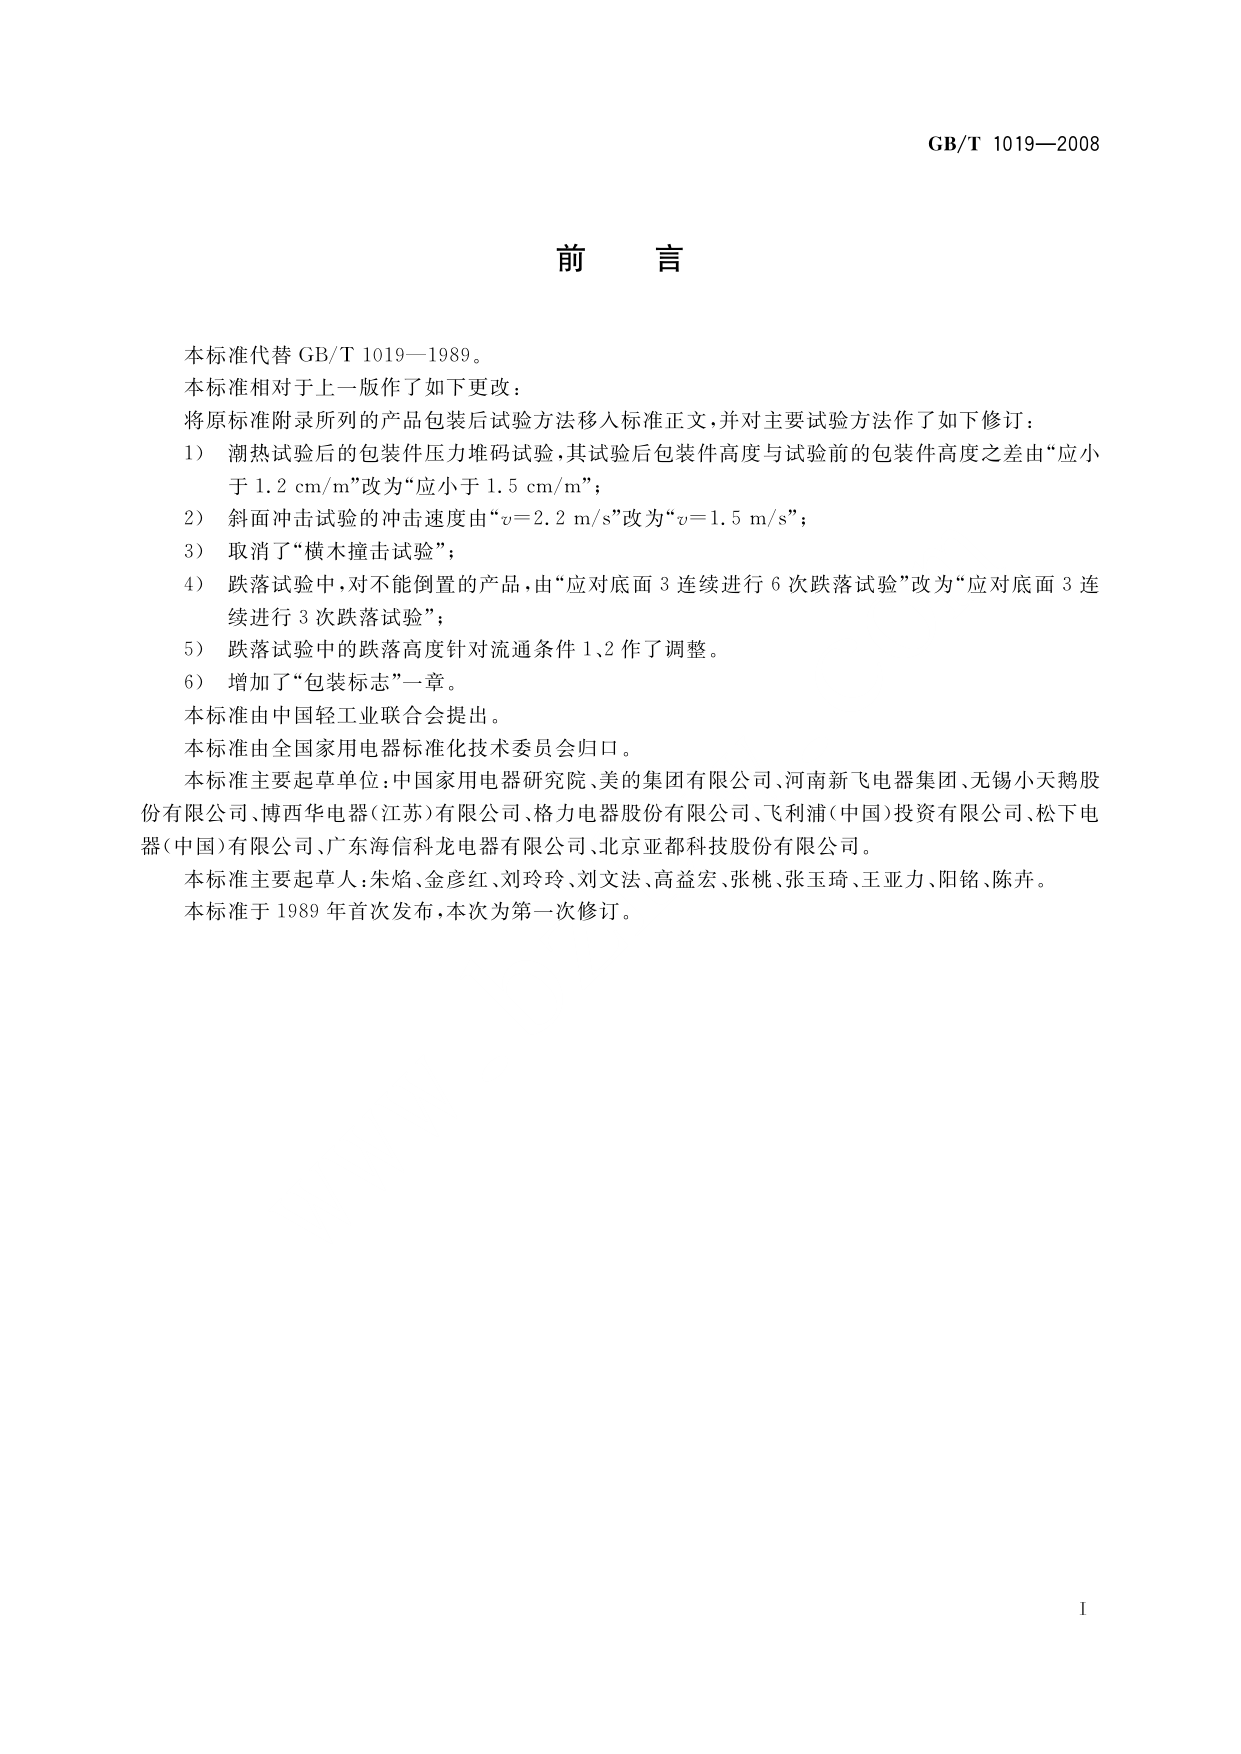 GB/T 1019—2008
前 言
本标准代替 GB/T 1019—1989。
本标准相对于上一版作了如下更改：
将原标准附录所列的产品包装后试验方法移入标准正文，并对主要试验方法作了如下修订：
1） 潮热试验后的包装件压力堆码试验，其试验后包装件高度与试验前的包装件高度之差由“应小
于 1.2 cm/m”改为“应小于 1.5 cm/m”；
2） 斜面冲击试验的冲击速度由“v=2.2 m/s”改为“v=1.5 m/s”；
3） 取消了“横木撞击试验”；
4） 跌落试验中，对不能倒置的产品，由“应对底面 3 连续进行 6 次跌落试验”改为“应对底面 3 连
续进行 3 次跌落试验”；
5） 跌落试验中的跌落高度针对流通条件 1、2 作了调整。
6） 增加了“包装标志”一章。
本标准由中国轻工业联合会提出。
本标准由全国家用电器标准化技术委员会归口。
本标准主要起草单位：中国家用电器研究院、美的集团有限公司、河南新飞电器集团、无锡小天鹅股
份有限公司、博西华电器（江苏）有限公司、格力电器股份有限公司、飞利浦（中国）投资有限公司、松下电
器（中国）有限公司、广东海信科龙电器有限公司、北京亚都科技股份有限公司。
本标准主要起草人：朱焰、金彦红、刘玲玲、刘文法、高益宏、张桃、张玉琦、王亚力、阳铭、陈卉。
本标准于 1989 年首次发布，本次为第一次修订。
I